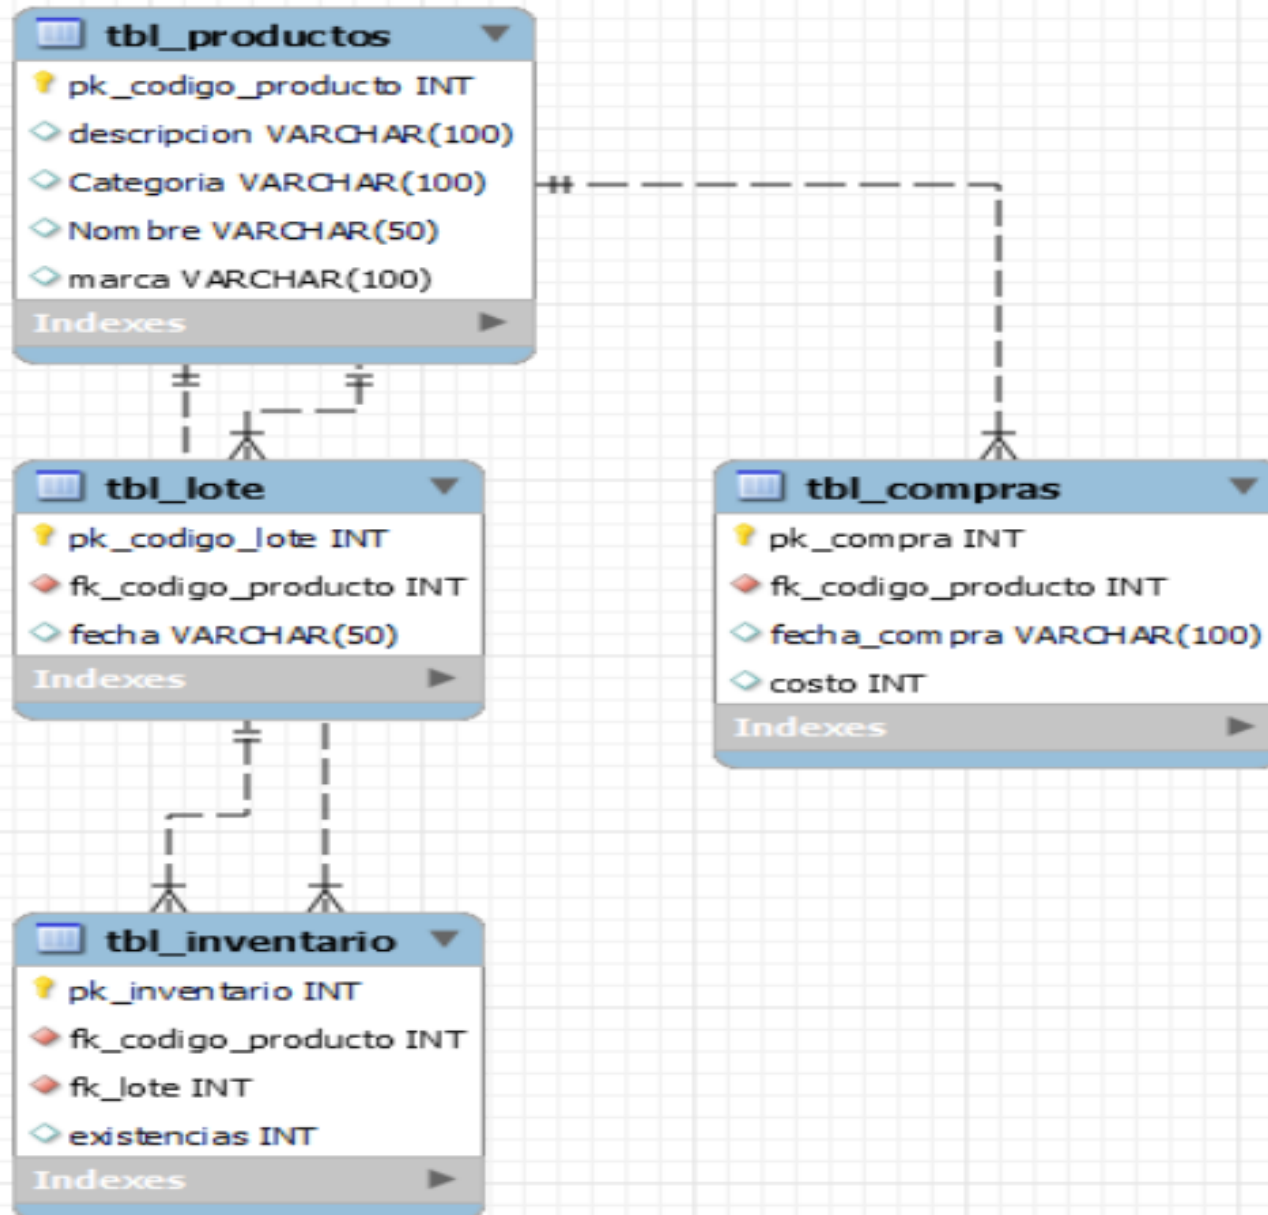 tbl_productos
pk_codigo_producto INT
descripcion VARCHAR(100)
Categoria VARCHAR(100)
Nombre VARCHAR(50)
marca VARCHAR(100)
Indexes
tbl_lote
pk_codigo_lote INT
fk_codigo_producto INT
fecha VARCHAR(50)
Indexes
tbl_compras
pk_compra INT
fk_codigo_producto INT
fecha_compra VARCHAR(100)
costo INT
Indexes
tbl_inventario
pk_inventario INT
fk_codigo_producto INT
fk_lote INT
existencias INT
Indexes